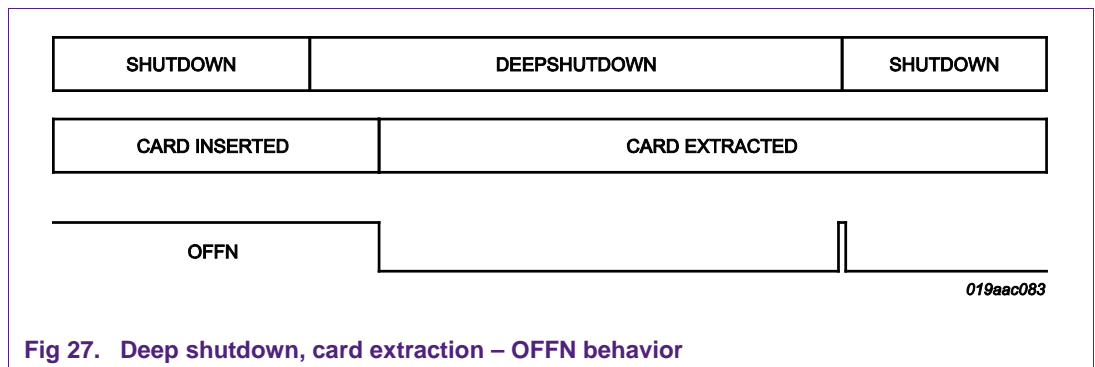 SHUTDOWN DEEPSHUTDOWN SHUTDOWN
CARD INSERTED CARD EXTRACTED
OFFN
019aac083
Fig 27. Deep shutdown, card extraction – OFFN behavior